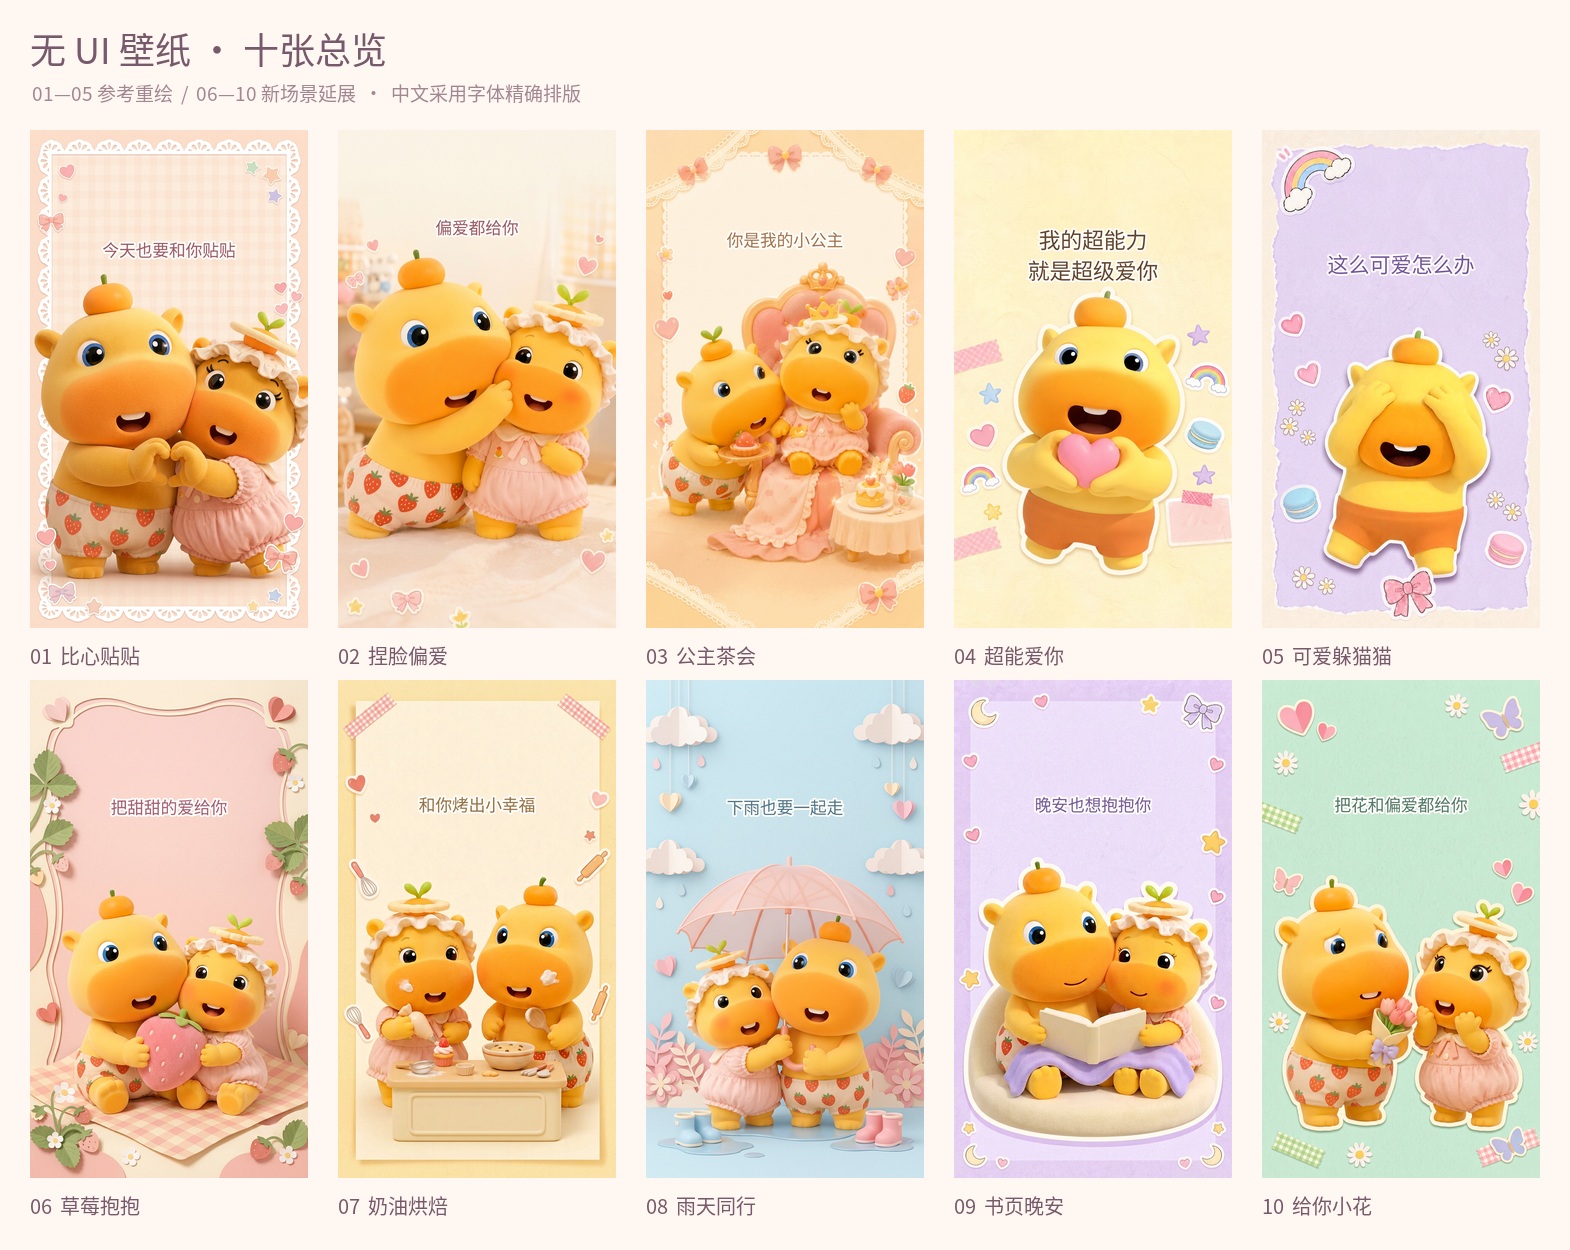 无 UI 壁纸 · 十张总览
01—05 参考重绘 / 06—10 新场景延展 · 中文采用字体精确排版
今天也要和你贴贴
偏爱都给你
你是我的小公主
我的超能力
就是超级爱你
这么可爱怎么办
01 比心贴贴
02 捏脸偏爱
03 公主茶会
04 超能爱你
05 可爱躲猫猫
把甜甜的爱给你
和你烤出小幸福
下雨也要一起走
晚安也想抱抱你
把花和偏爱都给你
06 草莓抱抱
07 奶油烘焙
08 雨天同行
09 书页晚安
10 给你小花